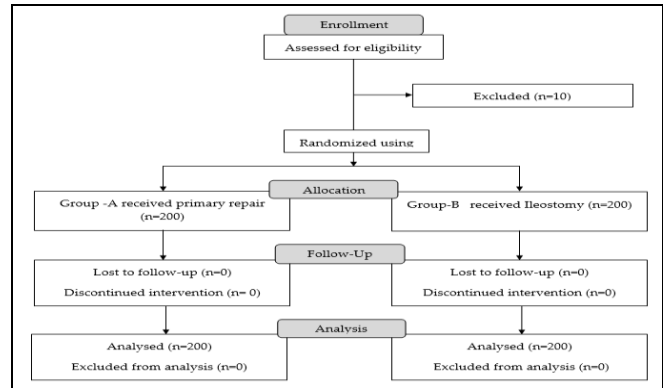 Enrollment
Assessed for eligibility
Excluded (n=10)
Randomized using
Allocation
Group -A received primary repair
(n=200)
Group-B received Ileostomy (n=200)
Follow-Up
Lost to follow-up (n=0)
Discontinued intervention (n= 0)
Lost to follow-up (n=0)
Discontinued intervention (n=0)
Analysis
Analysed (n=200)
Excluded from analysis (n=0)
Analysed (n=200)
Excluded from analysis (n=0)